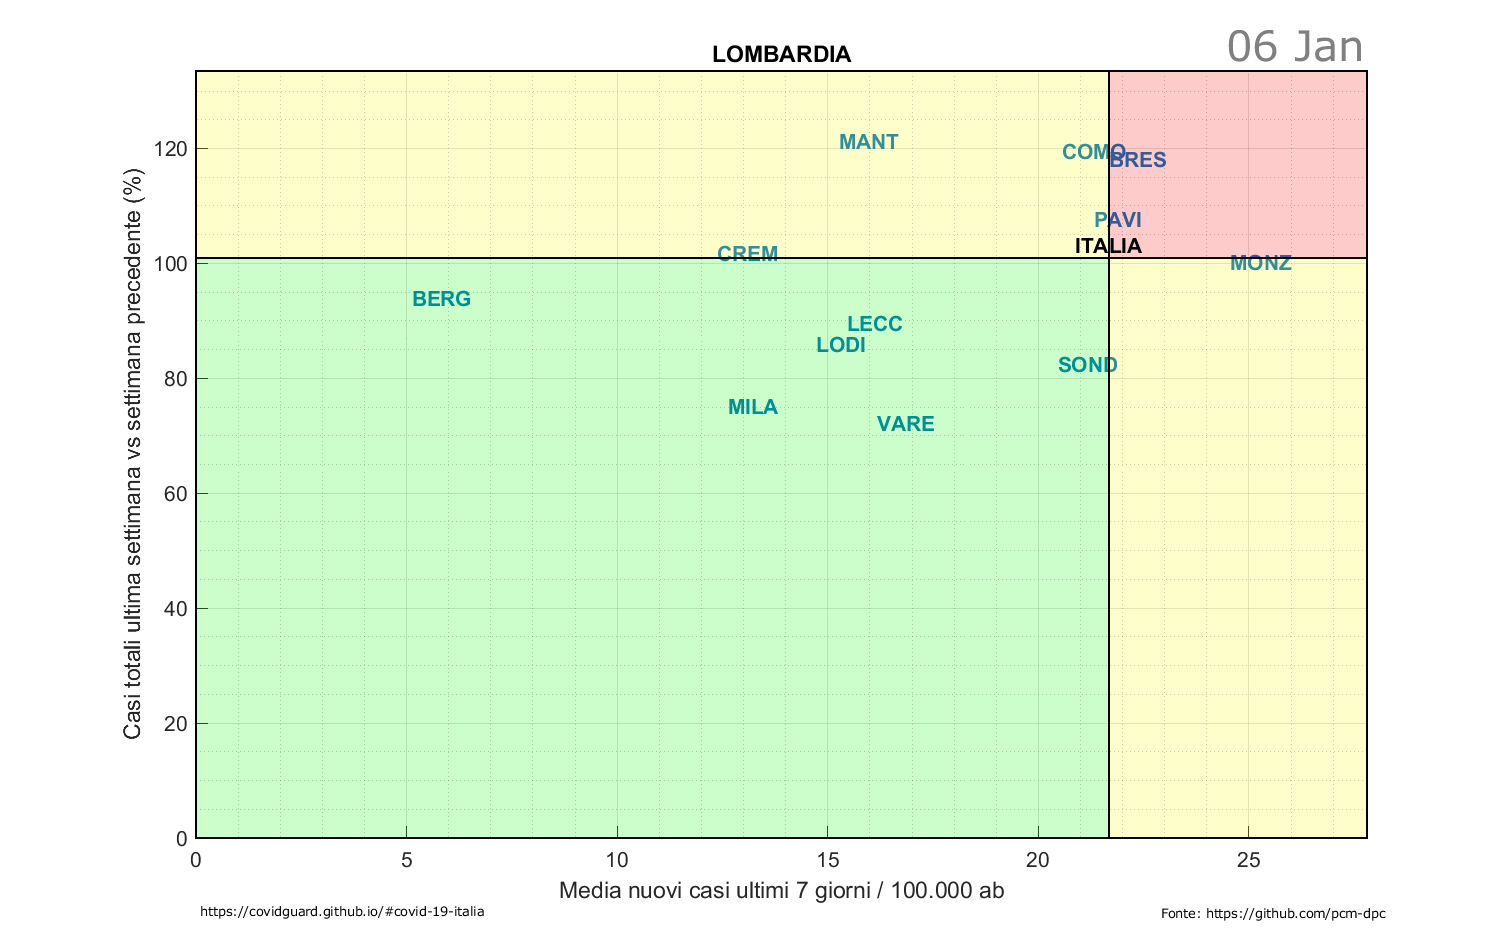 06 Jan
LOMBARDIA
Casi totali ultima settimana vs settimana precedente (%)
120
100
80
60
40
20
0
MANT
COMO
BRES
PAVI
ITALIA
CREM
MONZ
BERG
LECC
LODI
SOND
MILA
VARE
0 5 10 15 20 25
Media nuovi casi ultimi 7 giorni / 100.000 ab
https://covidguard.github.io/#covid-19-italia
Fonte: https://github.com/pcm-dpc